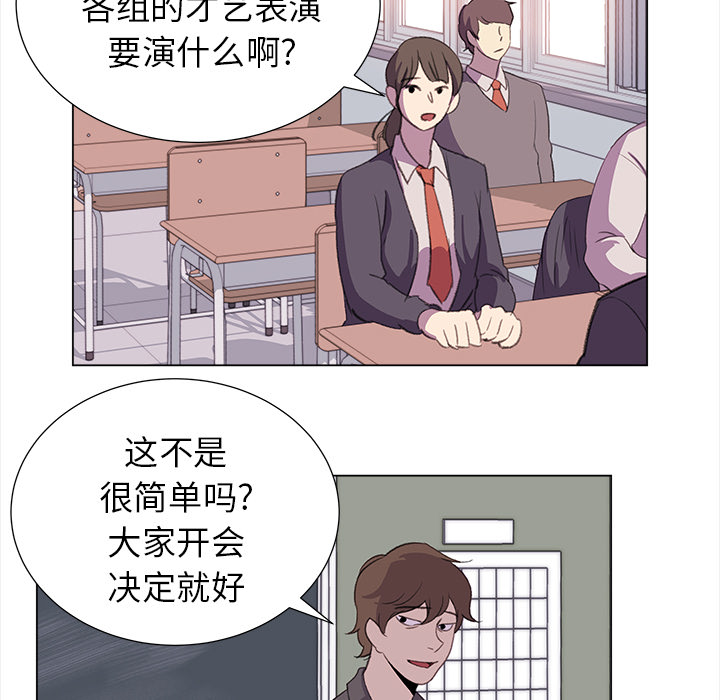 各组的才艺表演
要演什么啊?
这不是
很简单吗?
大家开会
决定就好